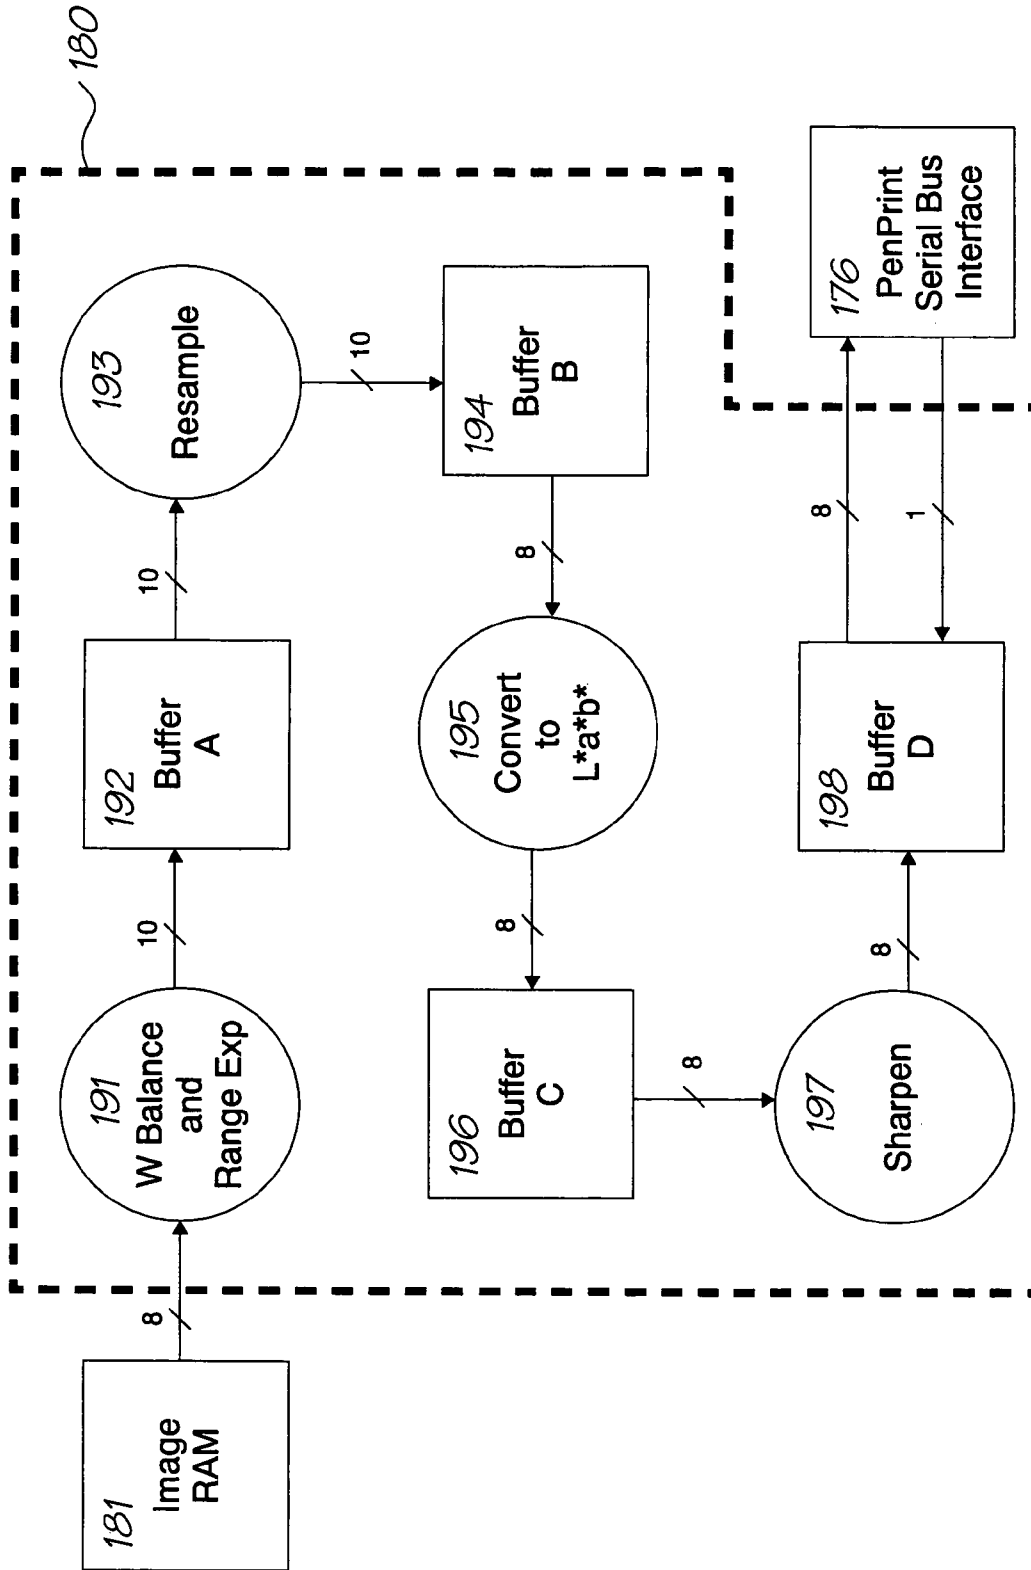 180
181
Image
RAM
8
191
W Balance
and
Range Exp
10
192
Buffer
A
10
193
Resample
10
194
Buffer
B
8
195
Convert
to
L*a*b*
8
196
Buffer
C
8
197
Sharpen
8
198
Buffer
D
8
1
176
PenPrint
Serial Bus
Interface